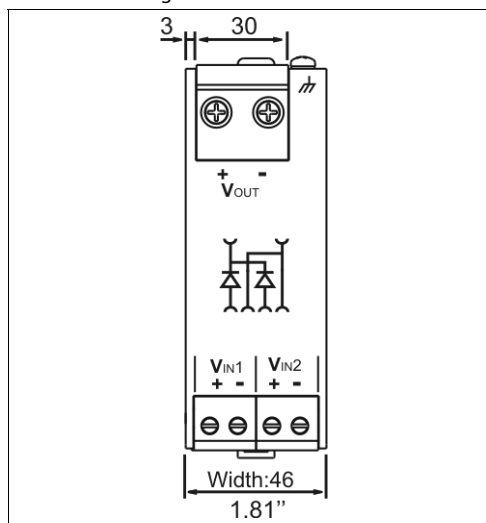 3 30
+ -
VOUT
VIN1 VIN2
+ - + -
Width:46
1.81’’